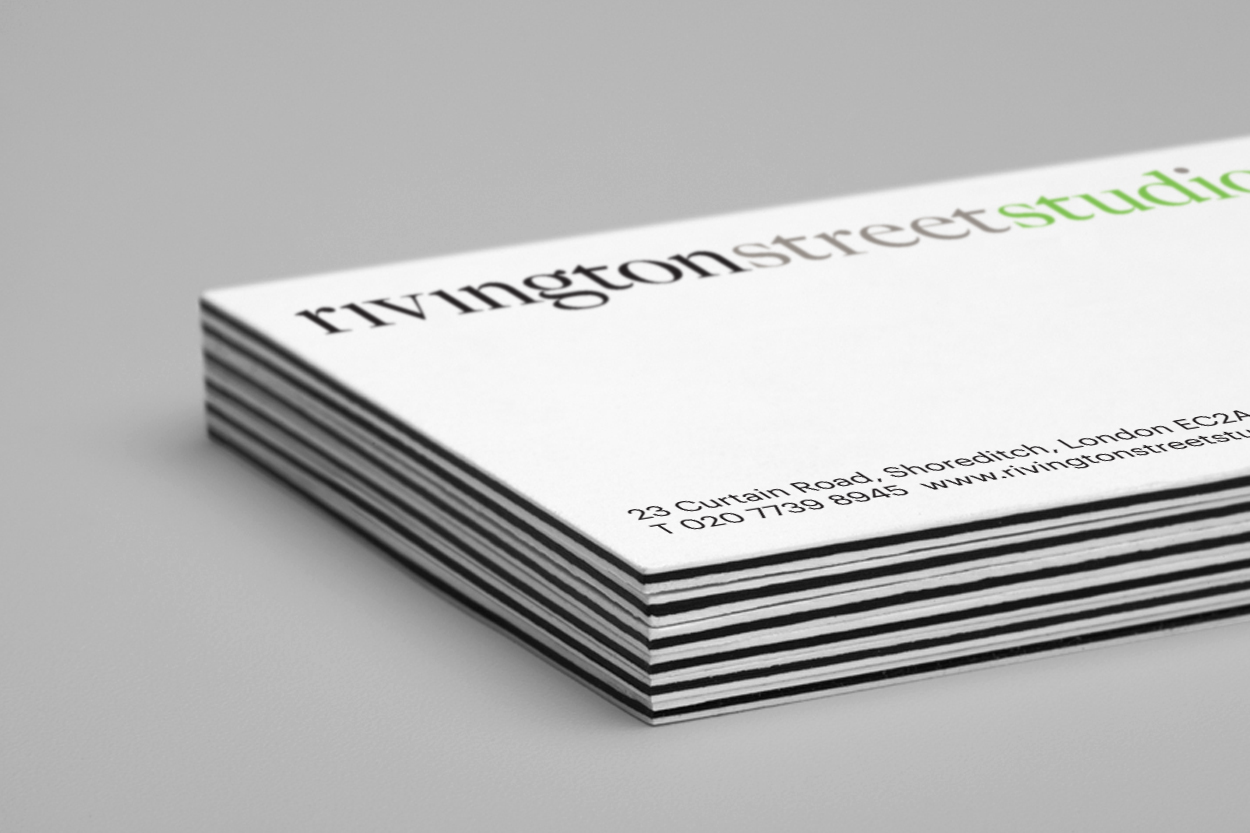 rivingtonstreetstudio
23 Curtain Road, Shoreditch, London EC2A
T 020 7739 8945 www.rivingtonstreetstu